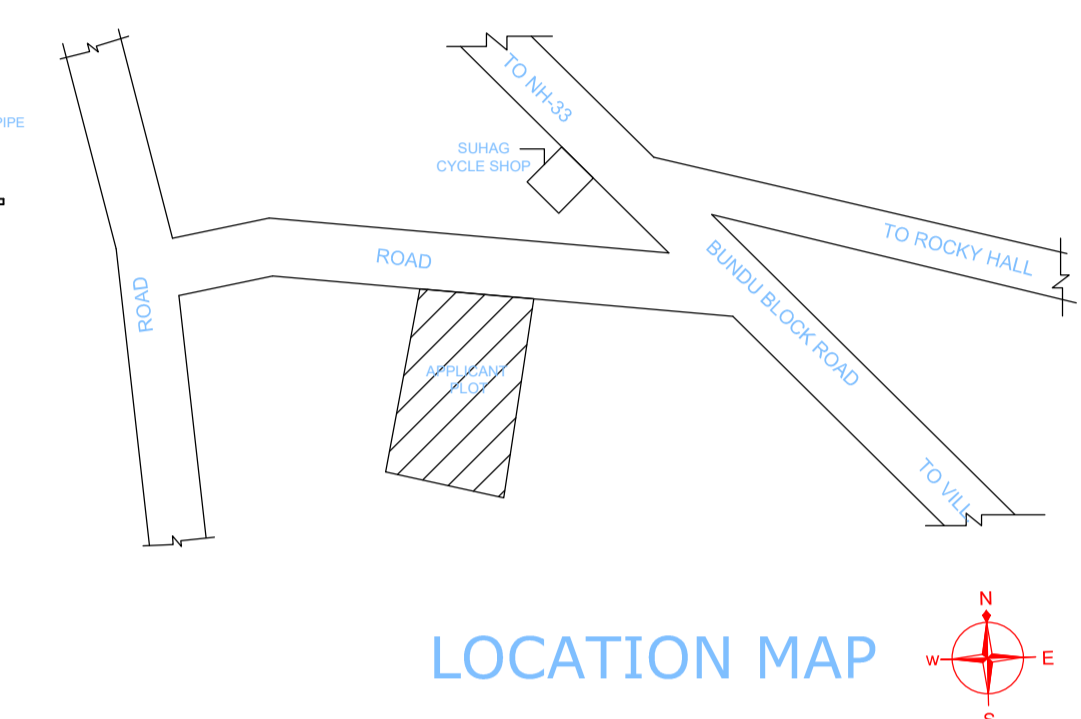 TO NH-33
PIPE
SUHAG
CYCLE SHOP
TO ROCKY HALL
ROAD
BUNDU BLOCK ROAD
ROAD
APPLICANT
PLOT
TO VILL
LOCATION MAP
N
W
E
S